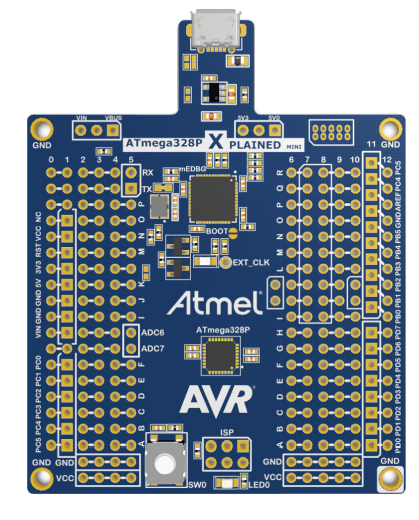 VIN VBUS
3V3 5V0
GND
GND
ATmega328P X PLAINED MINI
0 1 2 3 4 5
6 7 8 9 10 11 12
RX
TX
mEDBG
BOOT
EXT_CLK
Atmel
ATmega328P
AVR
ADC6
ADC7
NC
VCC
RST
3V3
5V
GND
GND
VIN
PC0
PC1
PC2
PC3
PC4
PC5
P
O
N
M
L
K
J
I
F
E
D
C
B
A
R
Q
P
O
N
M
L
I
H
G
F
E
D
C
B
A
PC5
PC4
AREF
GND
PB5
PB4
PB3
PB2
PB1
PB0
PD7
PD6
PD5
PD4
PD3
PD2
PD1
PD0
ISP
SW0
LED0
GND
GND
VCC
GND
VCC
GND